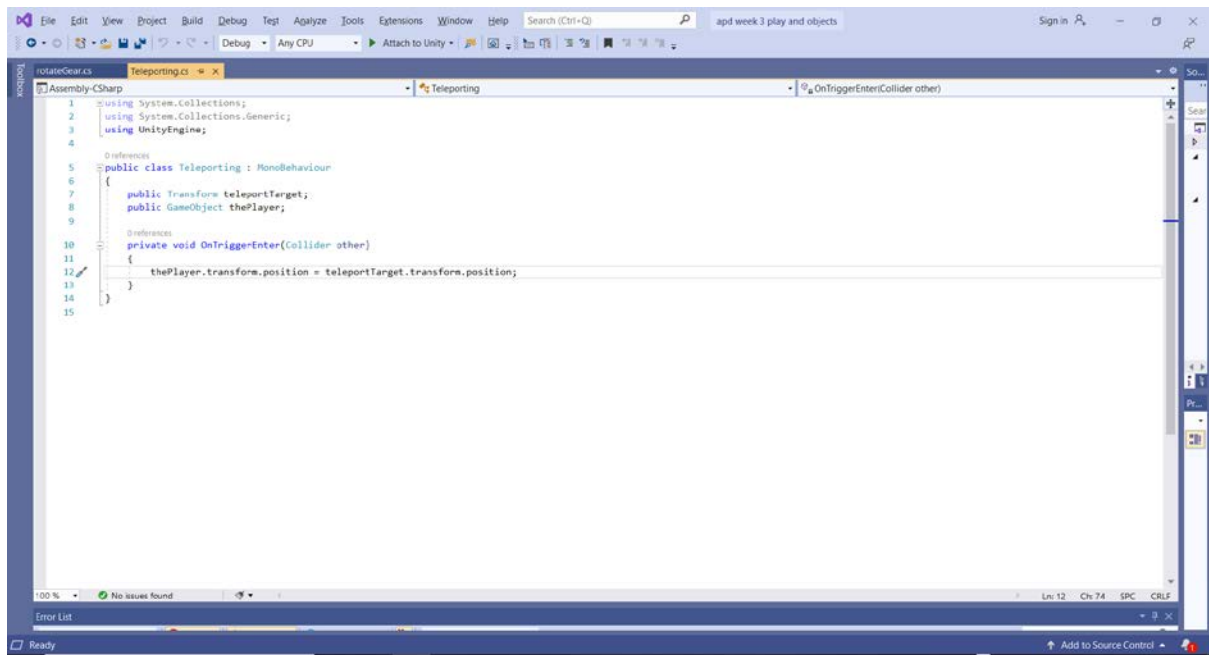 File Edit View Project Build Debug Test Analyze Tools Extensions Window Help Search (Ctrl+Q) apd week 3 play and objects Sign in
Debug Any CPU Attach to Unity
Toolbox
rotateGear.cs Teleporting.cs So...
Assembly-CSharp Teleporting OnTriggerEnter(Collider other)
1 using System.Collections;
2 using System.Collections.Generic;
3 using UnityEngine;
4
0 references
5 public class Teleporting : MonoBehaviour
6 {
7 public Transform teleportTarget;
8 public GameObject thePlayer;
9
0 references
10 private void OnTriggerEnter(Collider other)
11 {
12 thePlayer.transform.position = teleportTarget.transform.position;
13 }
14 }
15
Sear
Pr...
100 % No issues found Ln: 12 Ch: 74 SPC CRLF
Error List
Ready Add to Source Control 1